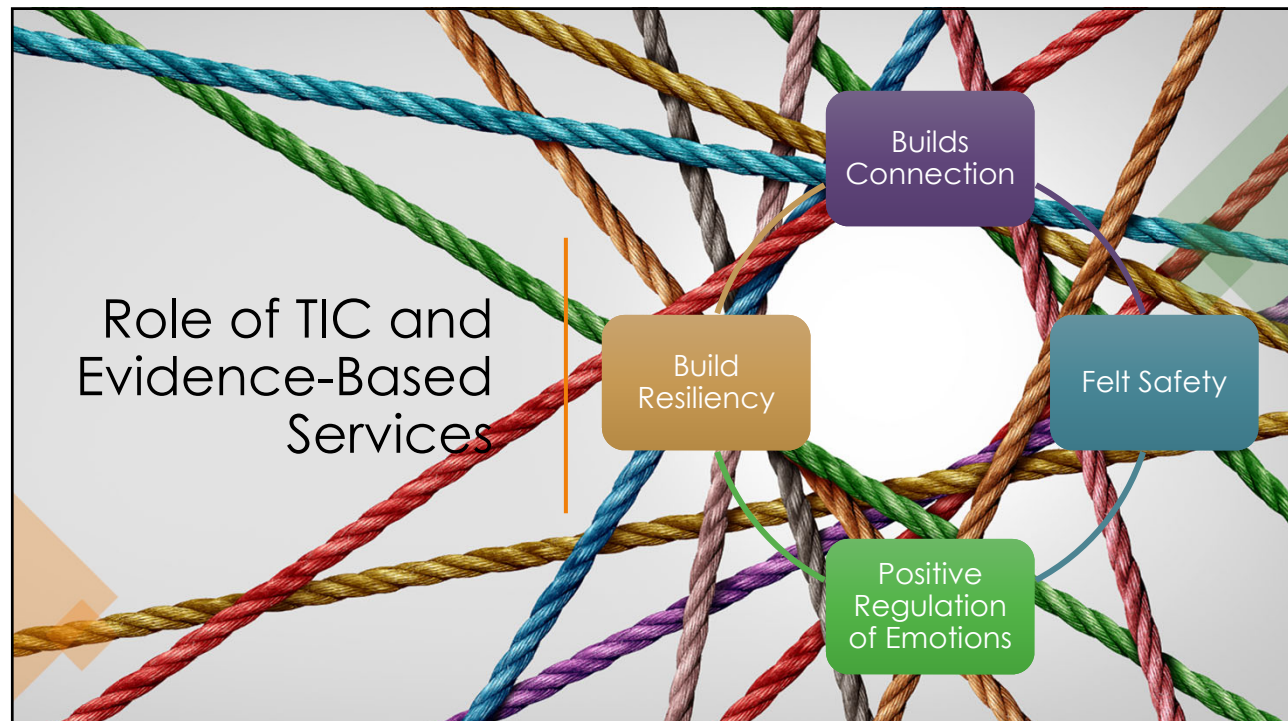 Role of TIC and
Evidence-Based
Services
Builds
Connection
Felt Safety
Positive
Regulation
of Emotions
Build
Resiliency